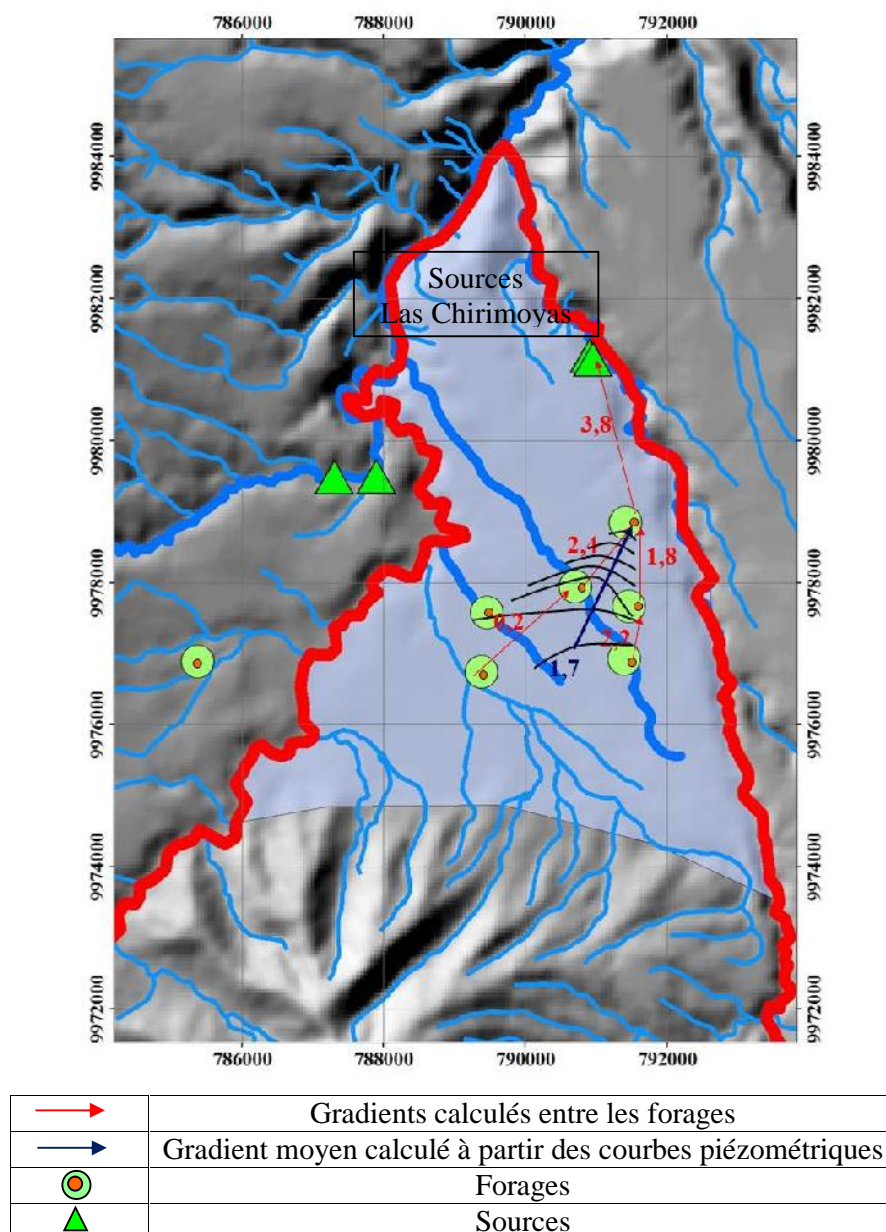 786000 788000 790000 792000
9984000 9984000
Sources
Las Chirimoyas
9982000 9982000
3,8
9980000 9980000
2,1 1,8
9978000 9978000
0,2 2,2
1,7
9976000 9976000
9974000 9974000
9972000 9972000
786000 788000 790000 792000
Gradients calculés entre les forages
Gradient moyen calculé à partir des courbes piézométriques
Forages
Sources